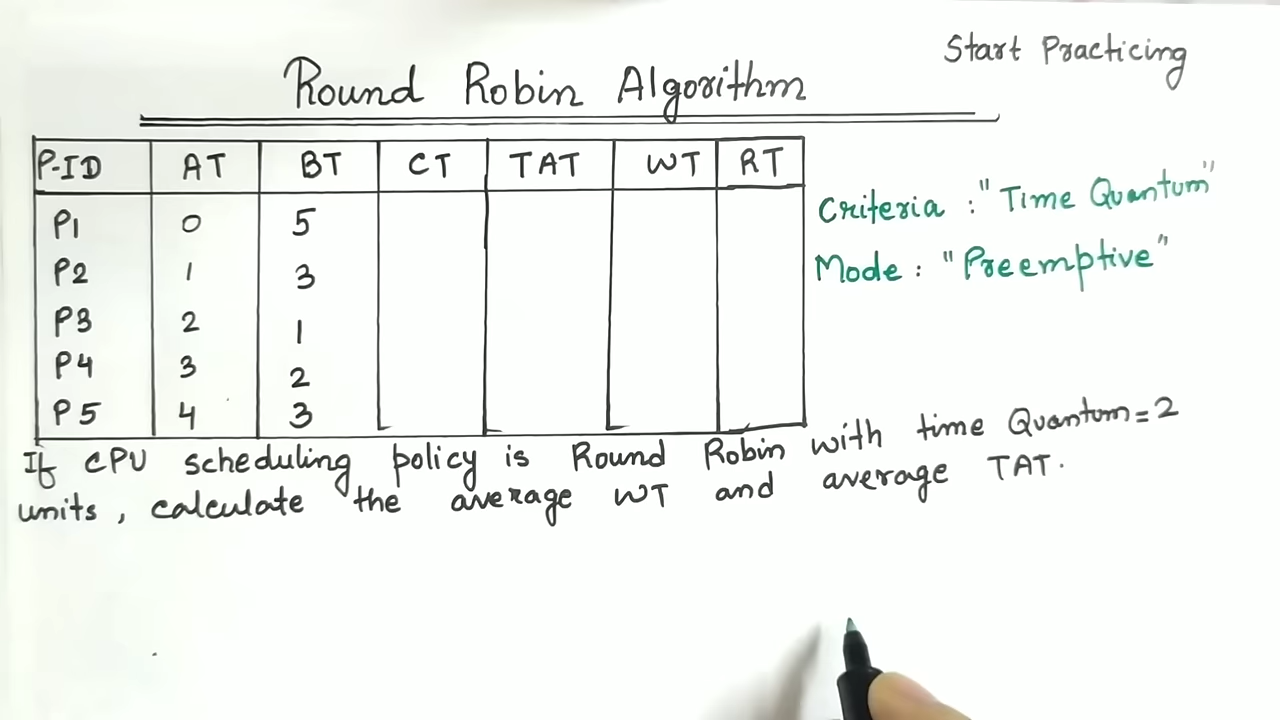 Start Practicing
Round Robin Algorithm
P-ID AT BT CT TAT WT RT
P1 0 5
P2 1 3
P3 2 1
P4 3 2
P5 4 3
Criteria : "Time Quantum"
Mode : "Preemptive"
If CPU scheduling policy is Round Robin with time Quantum = 2
units, calculate the average WT and average TAT.